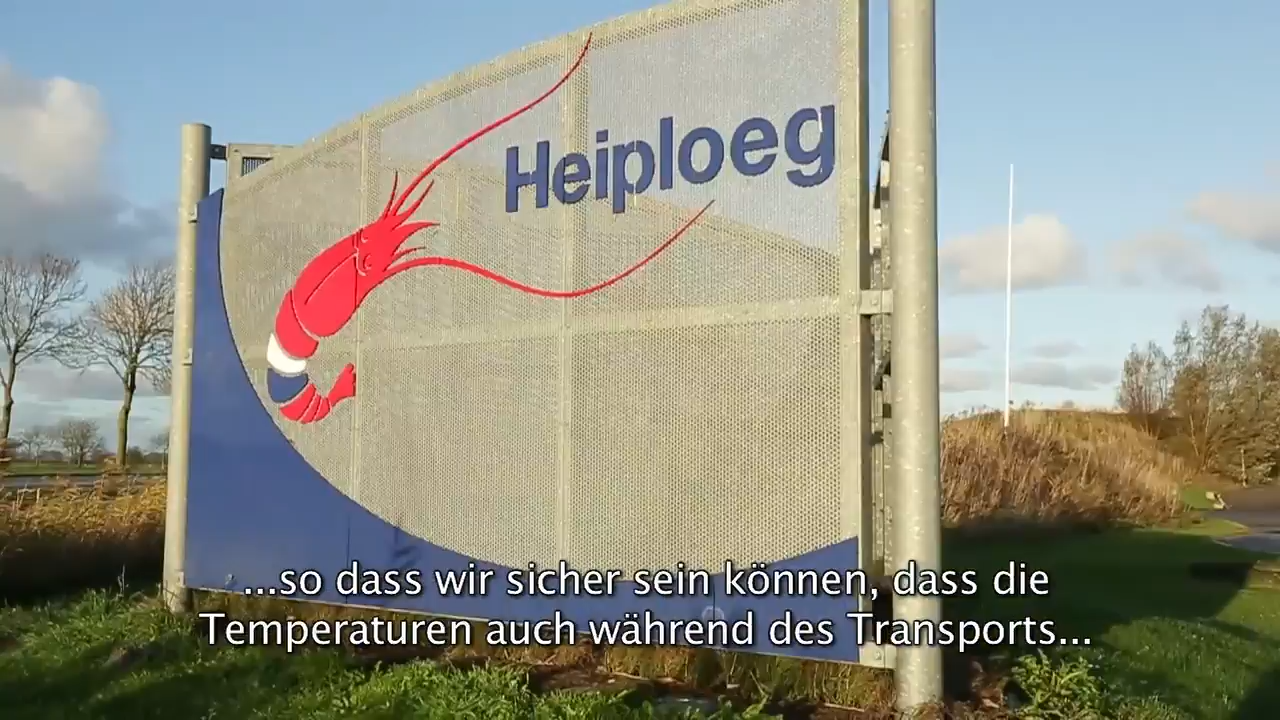 Heiploeg
...so dass wir sicher sein können, dass die
Temperaturen auch während des Transports...